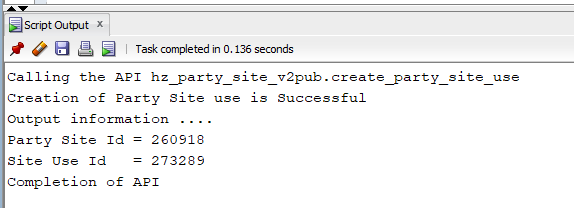 Script Output x
Task completed in 0.136 seconds
Calling the API hz_party_site_v2pub.create_party_site_use
Creation of Party Site use is Successful
Output information ....
Party Site Id = 260918
Site Use Id   = 273289
Completion of API